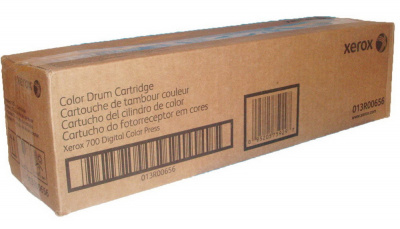 Color Drum Cartridge
Cartouche de tambour couleur
Cartucho del cilindro de color
Cartucho do fotorreceptor em cores
Xerox 700 Digital Color Press
013R00656
xerox
013R00656